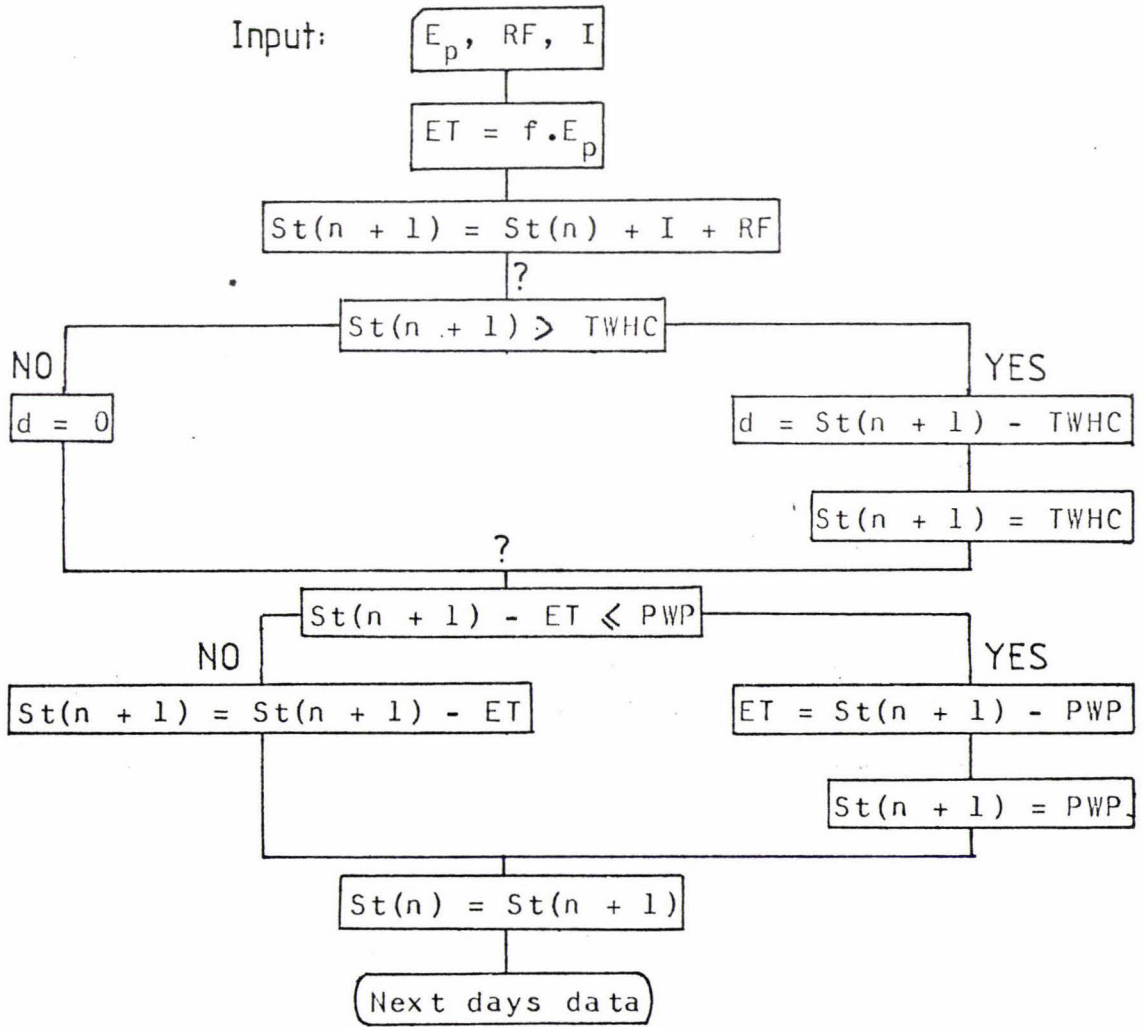 Input:
E_p, RF, I
ET = f.E_p
St(n + 1) = St(n) + I + RF
?
St(n + 1) > TWHC
NO
YES
d = 0
d = St(n + 1) - TWHC
St(n + 1) = TWHC
?
St(n + 1) - ET ⩽ PWP
NO
YES
St(n + 1) = St(n + 1) - ET
ET = St(n + 1) - PWP
St(n + 1) = PWP
St(n) = St(n + 1)
Next days data